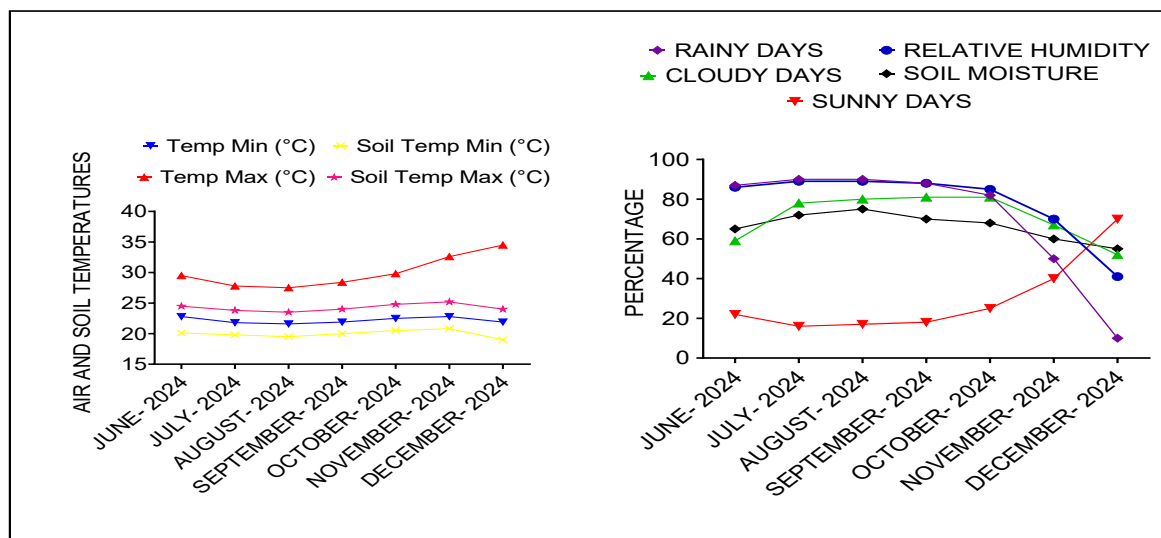 AIR AND SOIL TEMPERATURES
Temp Min (°C) Soil Temp Min (°C)
Temp Max (°C) Soil Temp Max (°C)
40
35
30
25
20
15
JUNE- 2024
JULY- 2024
AUGUST- 2024
SEPTEMBER- 2024
OCTOBER- 2024
NOVEMBER- 2024
DECEMBER- 2024
RAINY DAYS RELATIVE HUMIDITY
CLOUDY DAYS SOIL MOISTURE
SUNNY DAYS
PERCENTAGE
100
80
60
40
20
0
JUNE- 2024
JULY- 2024
AUGUST- 2024
SEPTEMBER- 2024
OCTOBER- 2024
NOVEMBER- 2024
DECEMBER- 2024